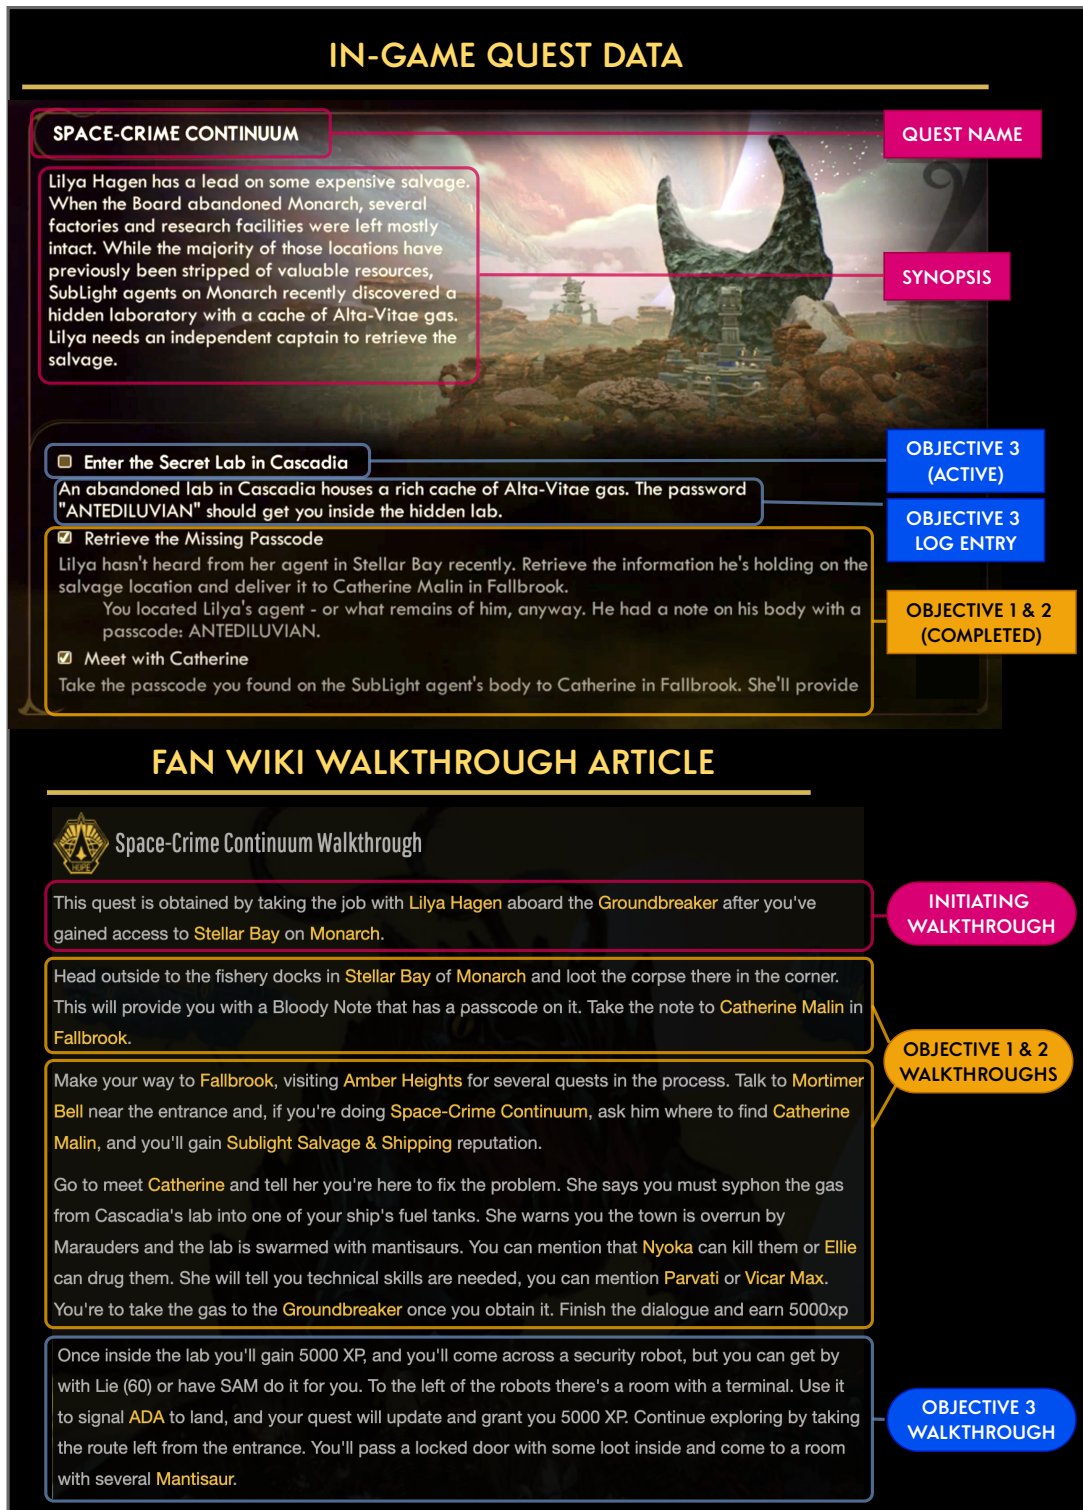 IN-GAME QUEST DATA
SPACE-CRIME CONTINUUM
QUEST NAME
Lilya Hagen has a lead on some expensive salvage.
When the Board abandoned Monarch, several
factories and research facilities were left mostly
intact. While the majority of those locations have
previously been stripped of valuable resources,
SubLight agents on Monarch recently discovered a
hidden laboratory with a cache of Alta-Vitae gas.
Lilya needs an independent captain to retrieve the
salvage.
SYNOPSIS
Enter the Secret Lab in Cascadia
OBJECTIVE 3
(ACTIVE)
An abandoned lab in Cascadia houses a rich cache of Alta-Vitae gas. The password
"ANTEDILUVIAN" should get you inside the hidden lab.
OBJECTIVE 3
LOG ENTRY
Retrieve the Missing Passcode
Lilya hasn't heard from her agent in Stellar Bay recently. Retrieve the information he's holding on the
salvage location and deliver it to Catherine Malin in Fallbrook.
You located Lilya's agent - or what remains of him, anyway. He had a note on his body with a
passcode: ANTEDILUVIAN.
Meet with Catherine
Take the passcode you found on the SubLight agent's body to Catherine in Fallbrook. She'll provide
OBJECTIVE 1 & 2
(COMPLETED)
FAN WIKI WALKTHROUGH ARTICLE
HOPE
Space-Crime Continuum Walkthrough
This quest is obtained by taking the job with Lilya Hagen aboard the Groundbreaker after you've
gained access to Stellar Bay on Monarch.
INITIATING
WALKTHROUGH
Head outside to the fishery docks in Stellar Bay of Monarch and loot the corpse there in the corner.
This will provide you with a Bloody Note that has a passcode on it. Take the note to Catherine Malin in
Fallbrook.
OBJECTIVE 1 & 2
WALKTHROUGHS
Make your way to Fallbrook, visiting Amber Heights for several quests in the process. Talk to Mortimer
Bell near the entrance and, if you're doing Space-Crime Continuum, ask him where to find Catherine
Malin, and you'll gain Sublight Salvage & Shipping reputation.
Go to meet Catherine and tell her you're here to fix the problem. She says you must syphon the gas
from Cascadia's lab into one of your ship's fuel tanks. She warns you the town is overrun by
Marauders and the lab is swarmed with mantisaurs. You can mention that Nyoka can kill them or Ellie
can drug them. She will tell you technical skills are needed, you can mention Parvati or Vicar Max.
You're to take the gas to the Groundbreaker once you obtain it. Finish the dialogue and earn 5000xp
Once inside the lab you'll gain 5000 XP, and you'll come across a security robot, but you can get by
with Lie (60) or have SAM do it for you. To the left of the robots there's a room with a terminal. Use it
to signal ADA to land, and your quest will update and grant you 5000 XP. Continue exploring by taking
the route left from the entrance. You'll pass a locked door with some loot inside and come to a room
with several Mantisaur.
OBJECTIVE 3
WALKTHROUGH